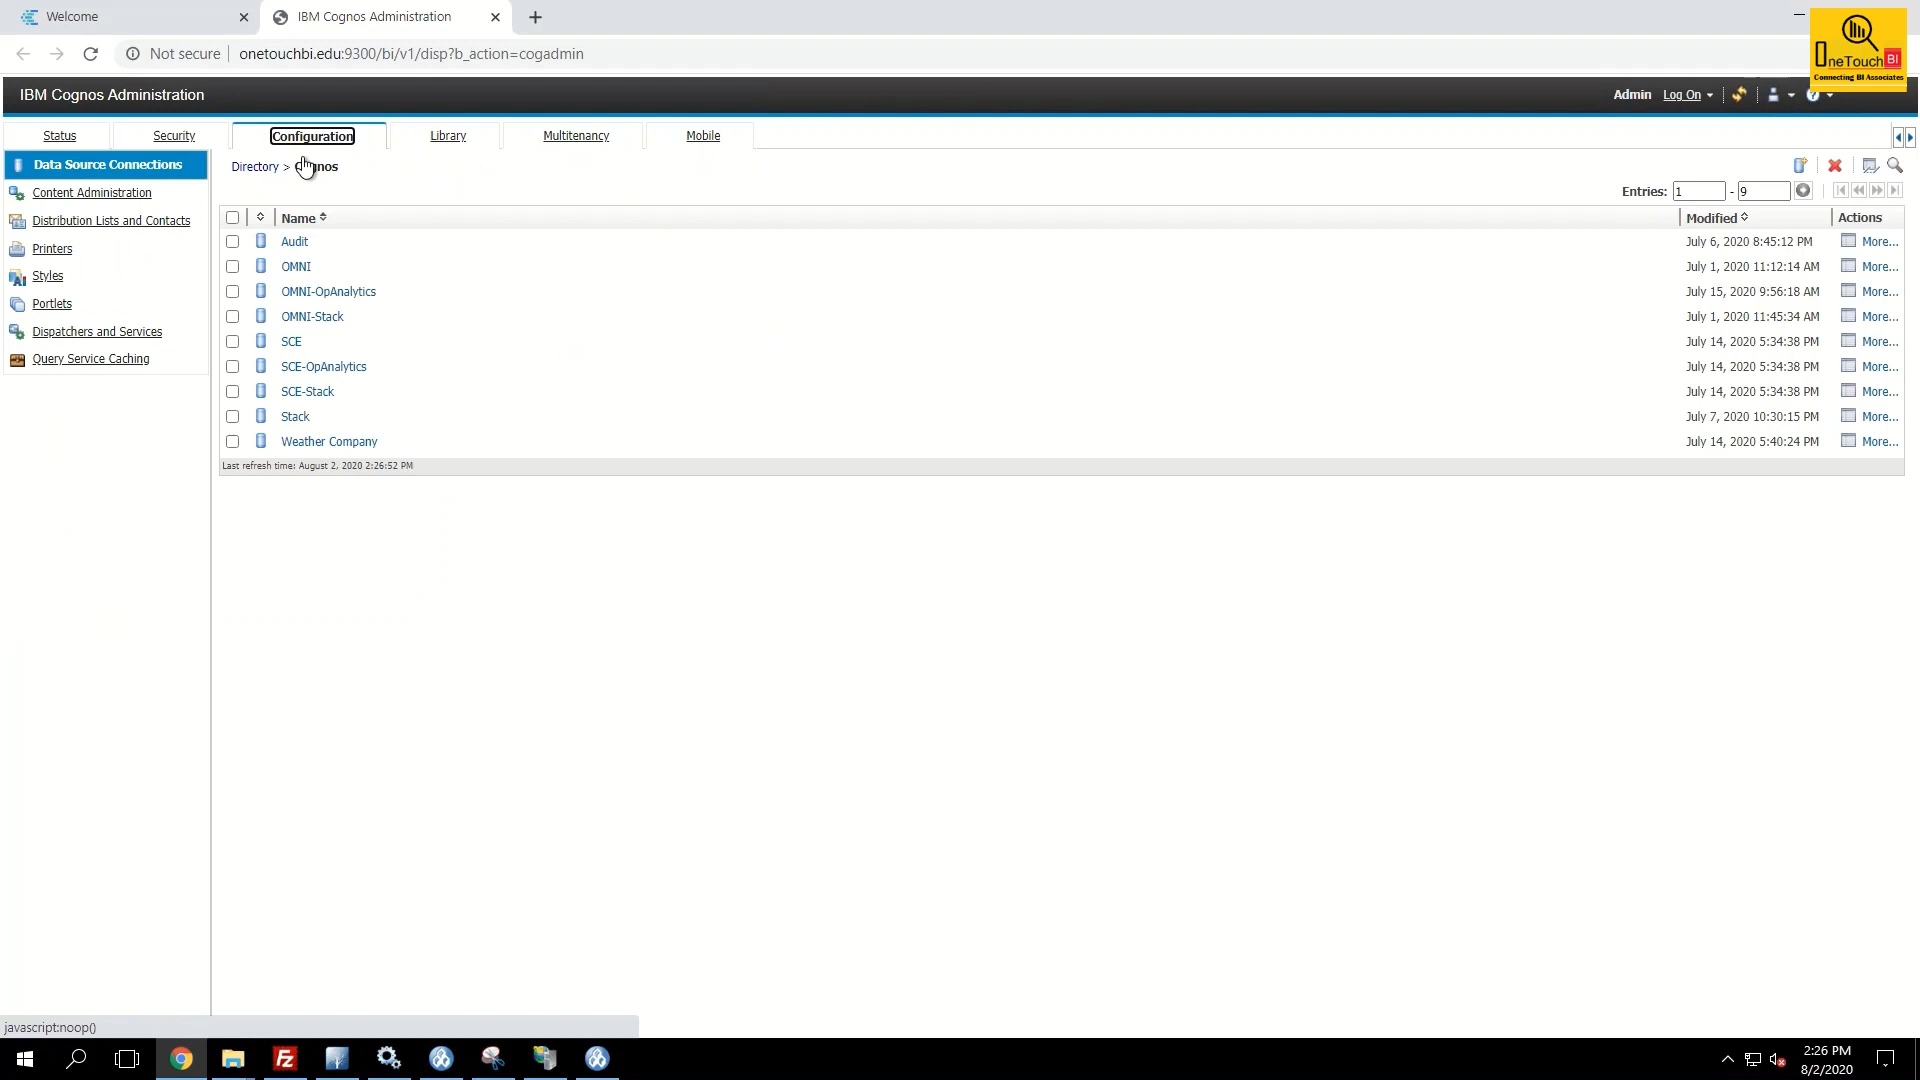 Welcome
IBM Cognos Administration
Not secure
onetouchbi.edu:9300/bi/v1/disp?b_action=cogadmin
OneTouch BI
Connecting BI Associates
IBM Cognos Administration
Admin Log On
Status Security Configuration Library Multitenancy Mobile
Data Source Connections
Content Administration
Distribution Lists and Contacts
Printers
Styles
Portlets
Dispatchers and Services
Query Service Caching
Directory >
Entries: 1 - 9
Name Modified Actions
Audit July 6, 2020 8:45:12 PM More...
OMNI July 1, 2020 11:12:14 AM More...
OMNI-OpAnalytics July 15, 2020 9:56:18 AM More...
OMNI-Stack July 1, 2020 11:45:34 AM More...
SCE July 14, 2020 5:34:38 PM More...
SCE-OpAnalytics July 14, 2020 5:34:38 PM More...
SCE-Stack July 14, 2020 5:34:38 PM More...
Stack July 7, 2020 10:30:15 PM More...
Weather Company July 14, 2020 5:40:24 PM More...
Last refresh time: August 2, 2020 2:26:52 PM
javascript:noop()
2:26 PM
8/2/2020